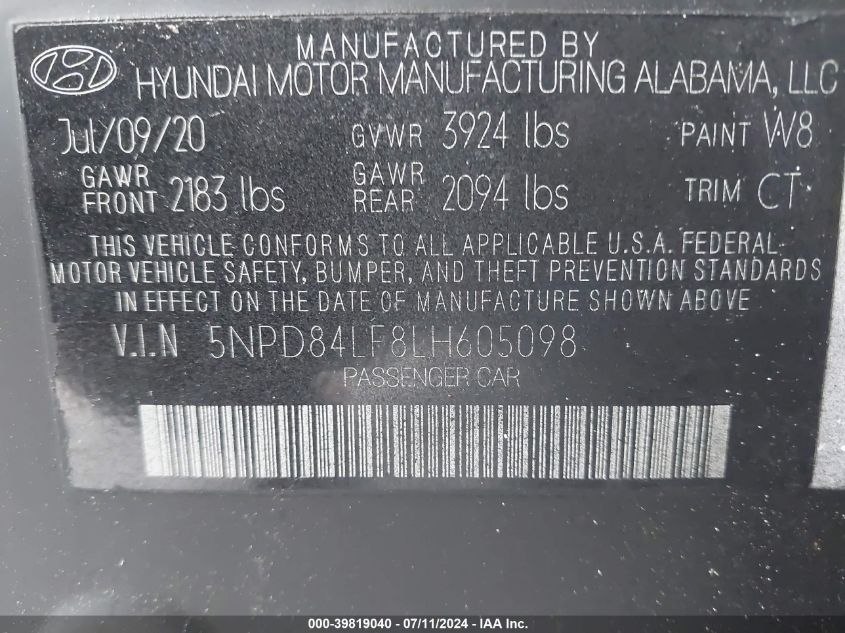 MANUFACTURED BY
HYUNDAI MOTOR MANUFACTURING ALABAMA, LLC
Jul/09/20 GVWR 3924 lbs PAINT W8
GAWR FRONT 2183 lbs GAWR REAR 2094 lbs TRIM CT
THIS VEHICLE CONFORMS TO ALL APPLICABLE U.S.A. FEDERAL
MOTOR VEHICLE SAFETY, BUMPER, AND THEFT PREVENTION STANDARDS
IN EFFECT ON THE DATE OF MANUFACTURE SHOWN ABOVE
V.I.N 5NPD84LF8LH605098
PASSENGER CAR
000-39819040 - 07/11/2024 - IAA Inc.